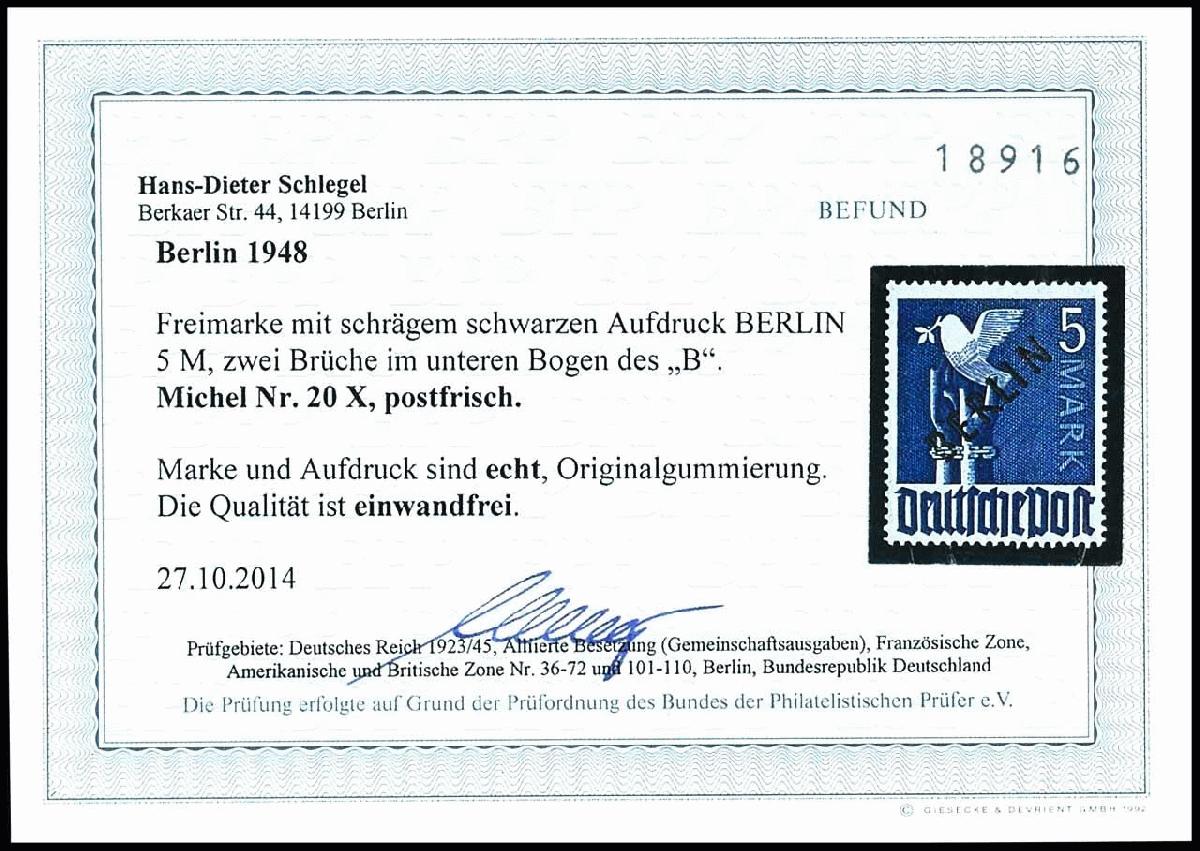 18916
Hans-Dieter Schlegel
Berkaer Str. 44, 14199 Berlin
BEFUND
Berlin 1948
Freimarke mit schrägem schwarzen Aufdruck BERLIN
5 M, zwei Brüche im unteren Bogen des „B“.
Michel Nr. 20 X, postfrisch.
Marke und Aufdruck sind echt, Originalgummierung.
Die Qualität ist einwandfrei.
5 MARK
BERLIN
Deutsche Post
27.10.2014
Prüfgebiete: Deutsches Reich 1923/45, Alliierte Besetzung (Gemeinschaftsausgaben), Französische Zone,
Amerikanische und Britische Zone Nr. 36-72 und 101-110, Berlin, Bundesrepublik Deutschland
Die Prüfung erfolgte auf Grund der Prüfordnung des Bundes der Philatelistischen Prüfer e.V.
© GIESECKE & DEVRIENT GMBH 1992